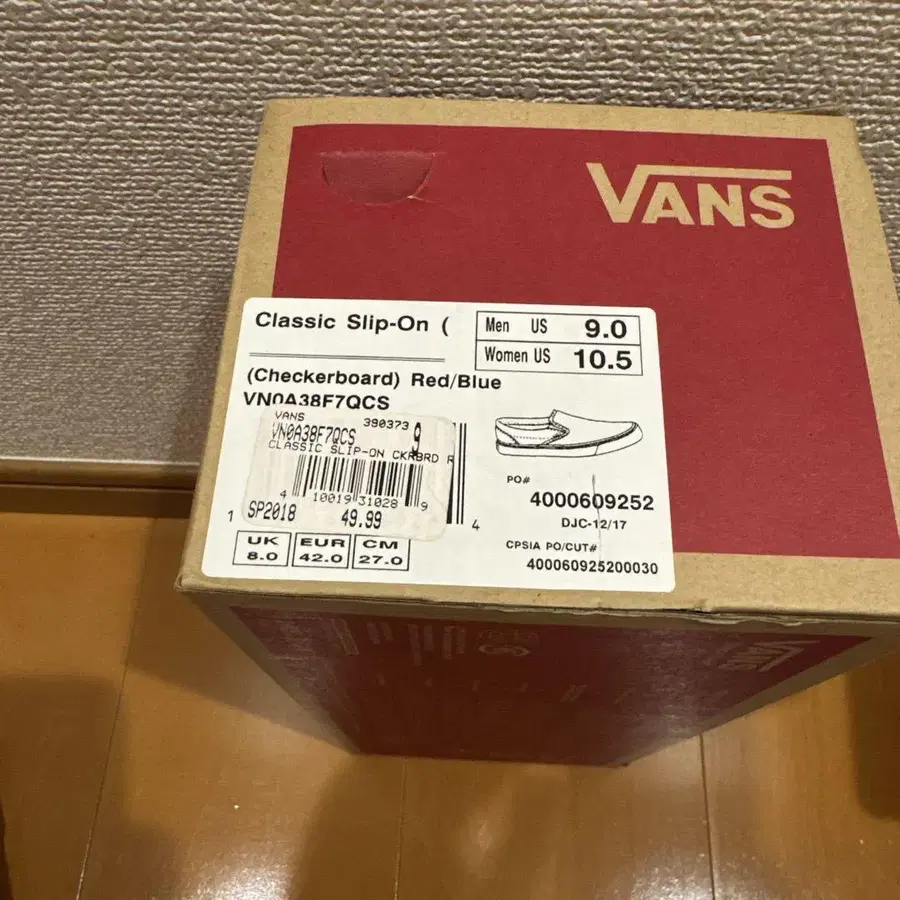 VANS
Classic Slip-On (
Men US 9.0
Women US 10.5
(Checkerboard) Red/Blue
VN0A38F7QCS
VANS 390373
VN0A38F7QCS 9
CLASSIC SLIP-ON CKRBRD R
4 10019 31028 9
SP2018 49.99
1 4
UK 8.0
EUR 42.0
CM 27.0
PO#
4000609252
DJC-12/17
CPSIA PO/CUT#
400060925200030
VANS